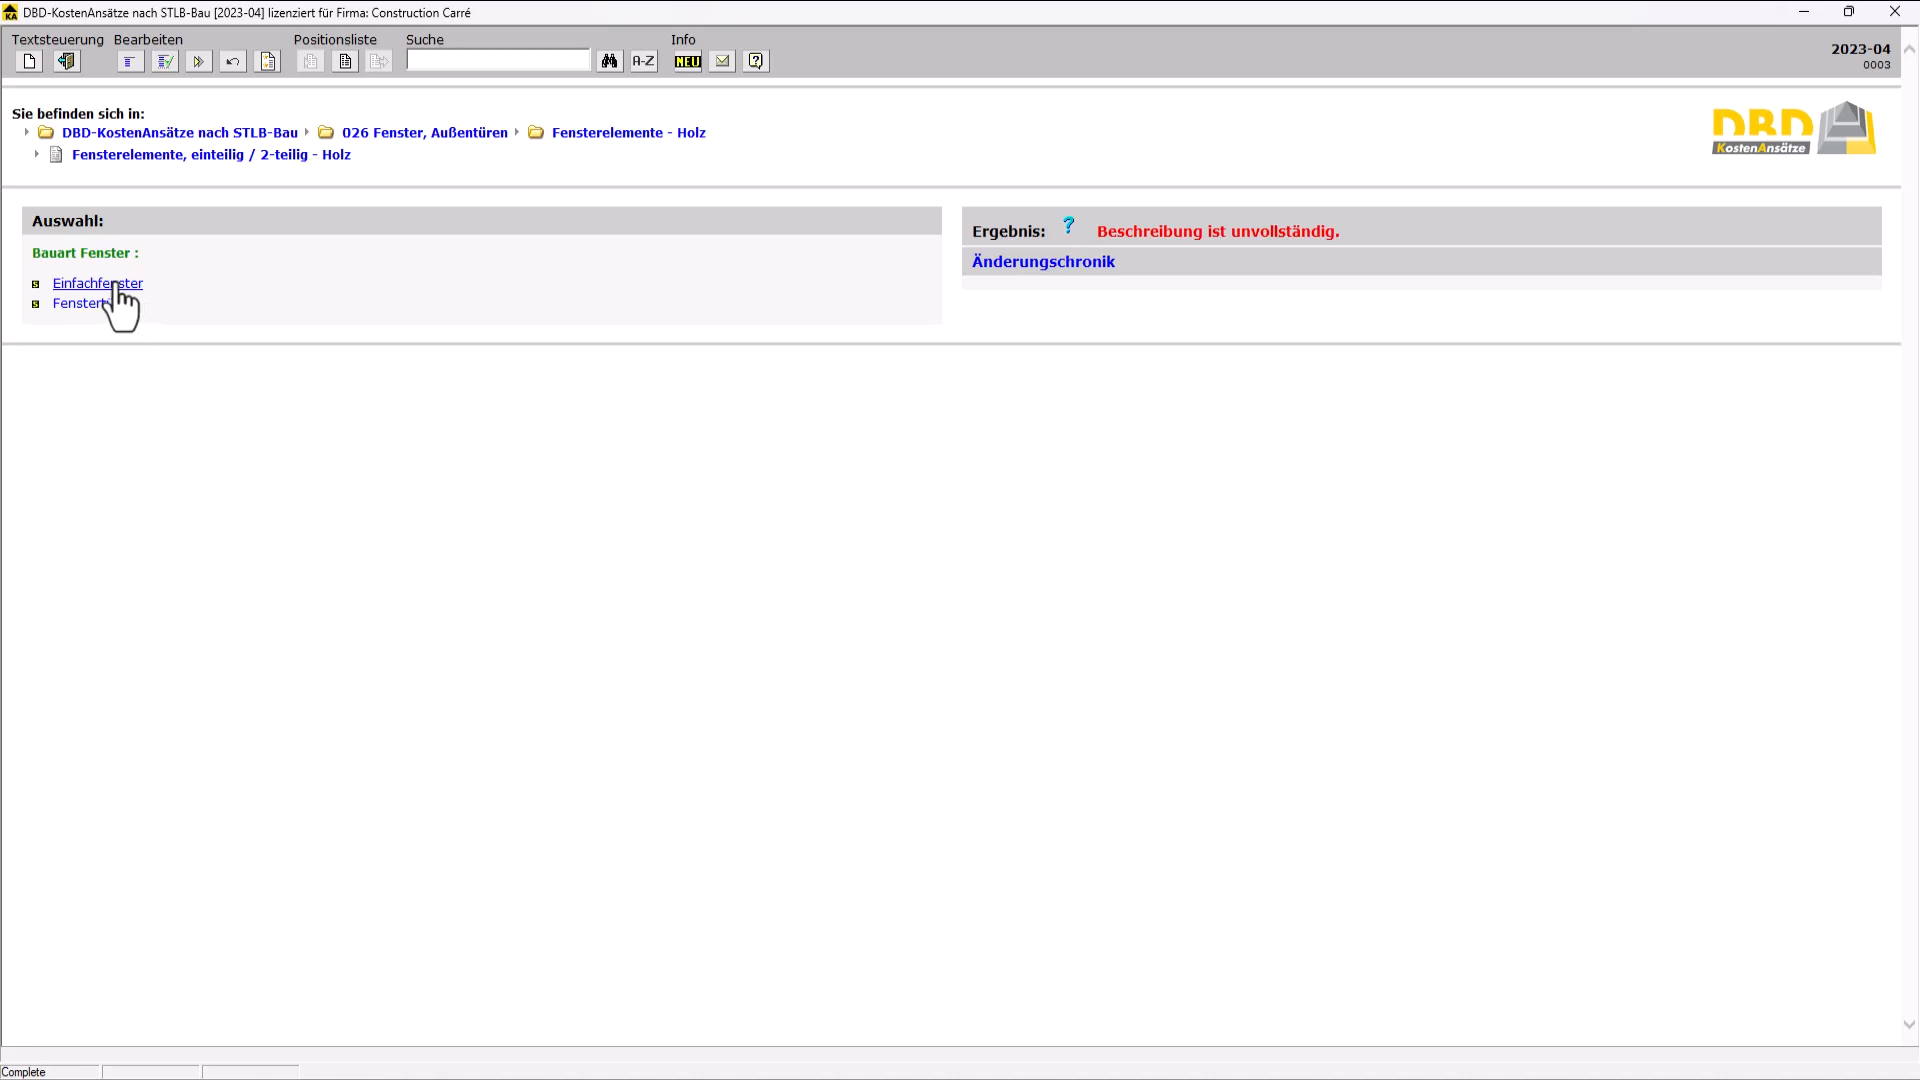 DBD-KostenAnsätze nach STLB-Bau [2023-04] lizenziert für Firma: Construction Carré
Textsteuerung Bearbeiten Positionsliste Suche Info
A-Z NEU
2023-04
0003
Sie befinden sich in:
DBD-KostenAnsätze nach STLB-Bau 026 Fenster, Außentüren Fensterelemente - Holz
Fensterelemente, einteilig / 2-teilig - Holz
DBD
KostenAnsätze
Auswahl:
Bauart Fenster :
Einfachfenster
Ergebnis: ? Beschreibung ist unvollständig.
Änderungschronik
Complete